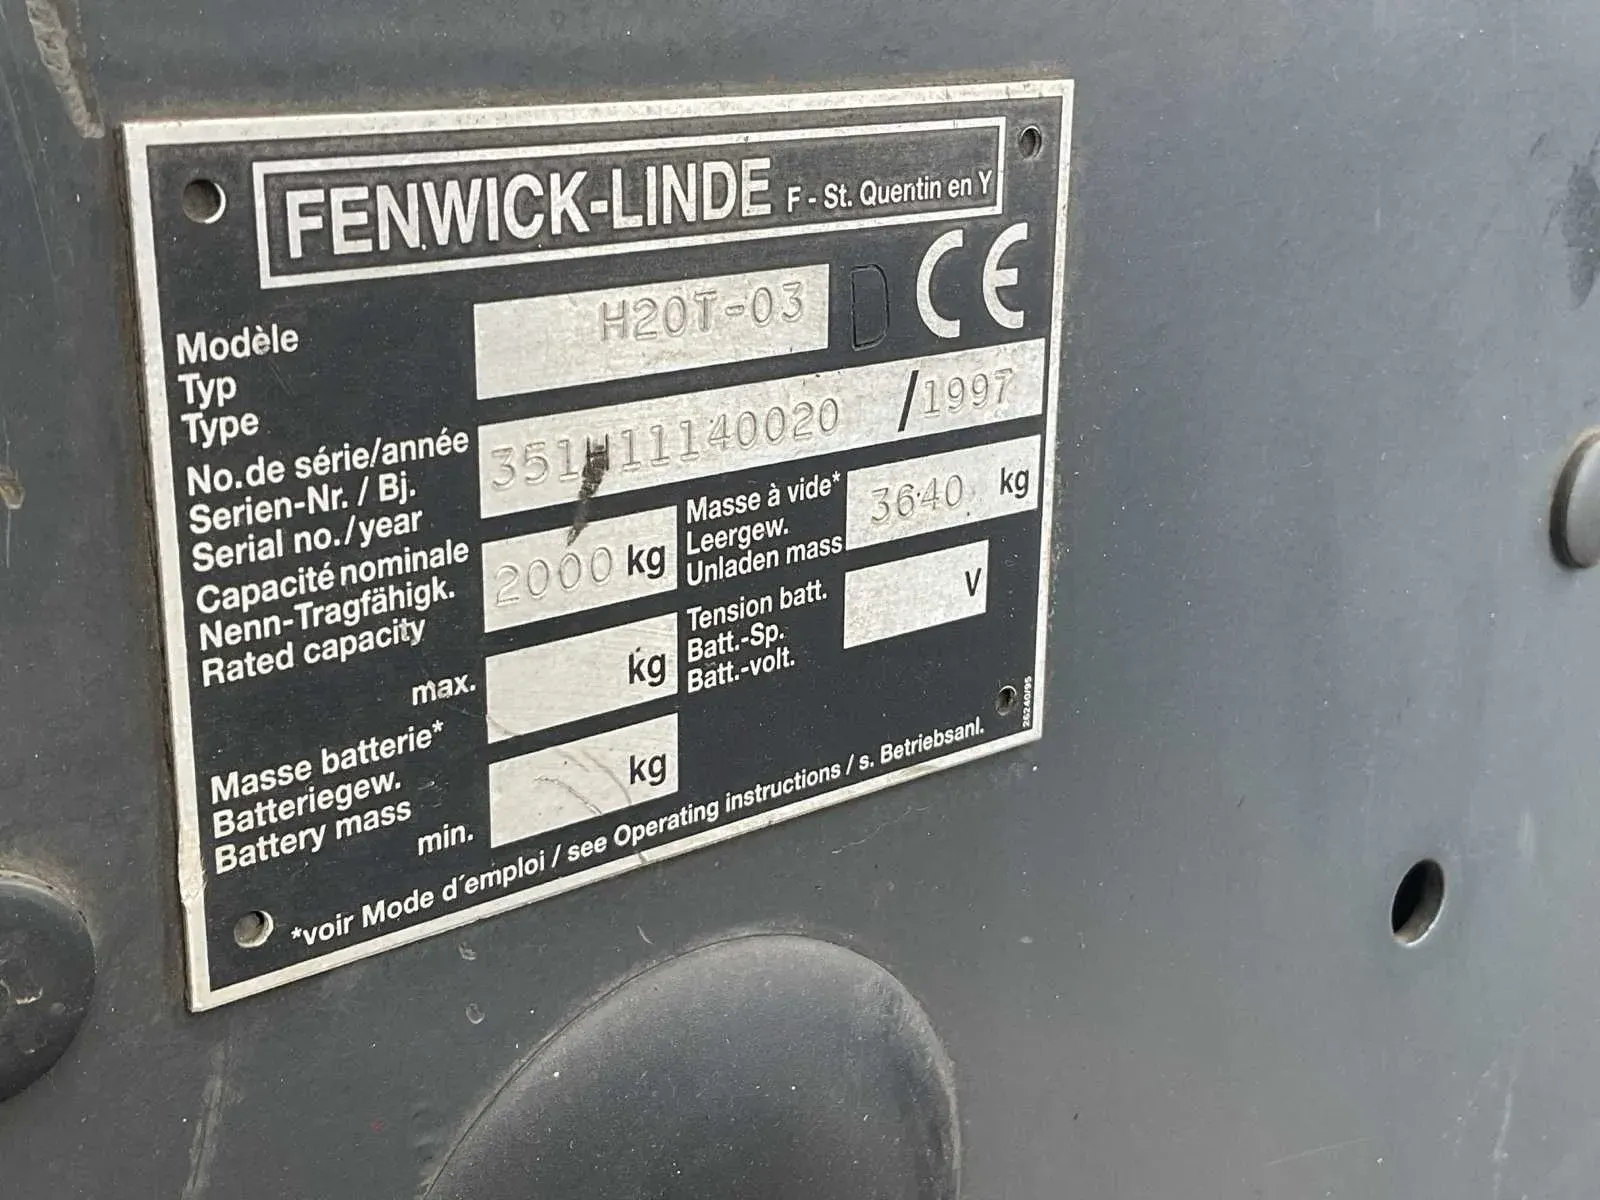 FENWICK-LINDE F - St. Quentin en Y
Modèle
Typ
Type
H20T-03 D CE
No.de série/année
Serien-Nr. / Bj.
Serial no./year
351H11140020 /1997
Capacité nominale
Nenn-Tragfähigk.
Rated capacity
2000 kg
Masse à vide*
Leergew.
Unladen mass
3640 kg
max. kg
Tension batt.
Batt.-Sp.
Batt.-volt.
V
Masse batterie*
Batteriegew.
Battery mass
min. kg
*voir Mode d´emploi / see Operating instructions / s. Betriebsanl.
26240/95